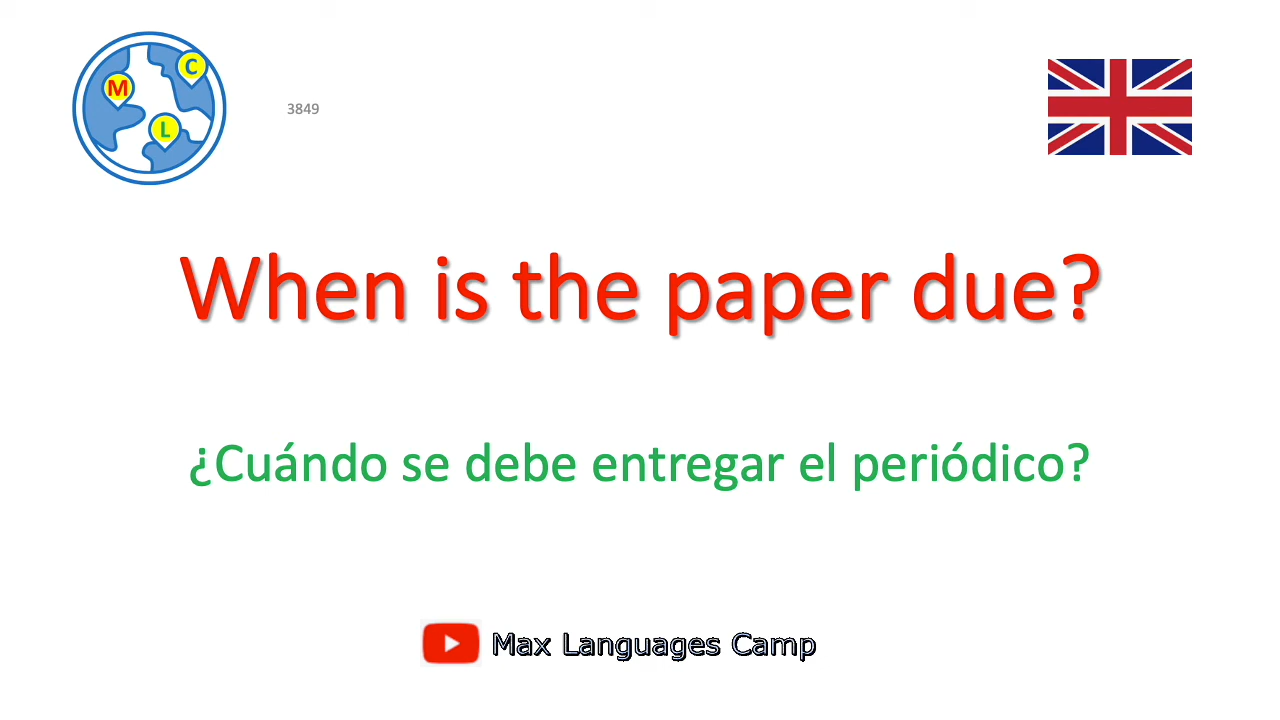 C
M
L
3849
When is the paper due?
¿Cuándo se debe entregar el periódico?
Max Languages Camp